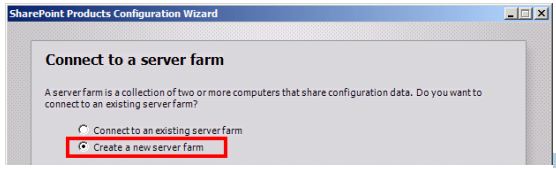 SharePoint Products Configuration Wizard
Connect to a server farm
A server farm is a collection of two or more computers that share configuration data. Do you want to
connect to an existing server farm?
Connect to an existing server farm
Create a new server farm